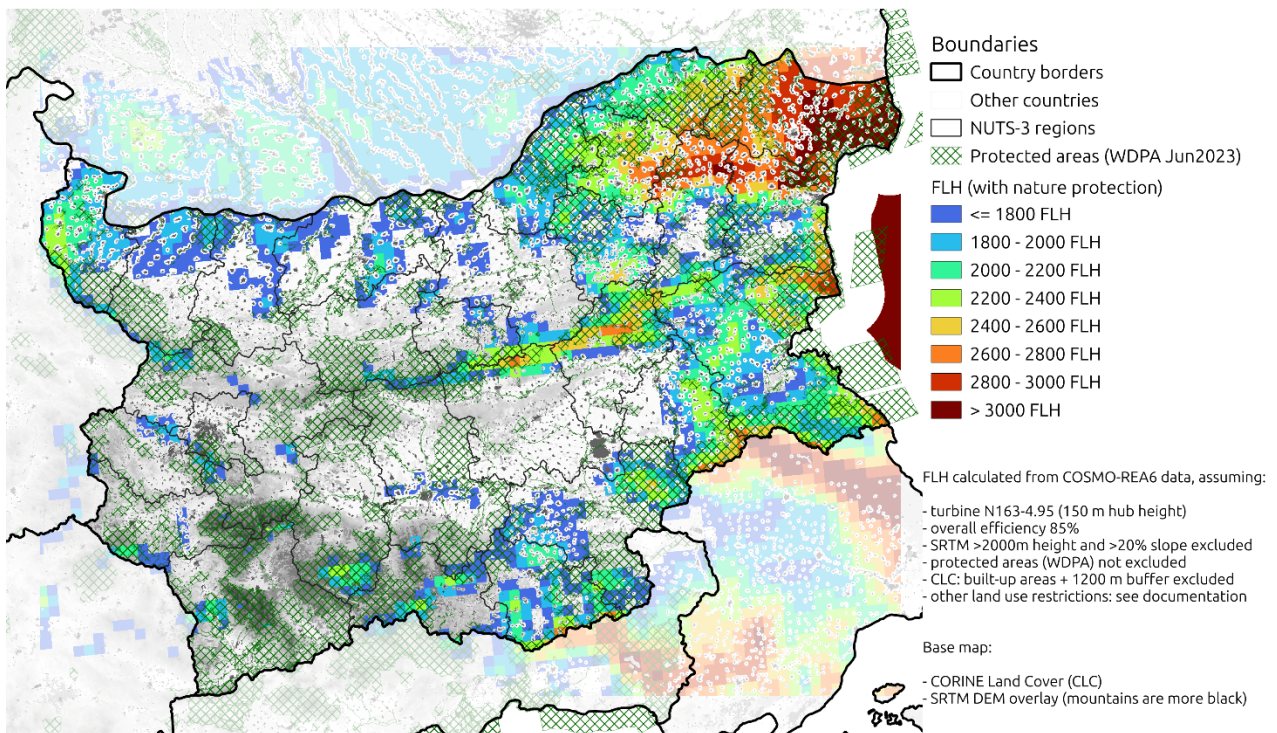 Boundaries
Country borders
Other countries
NUTS-3 regions
Protected areas (WDPA Jun2023)
FLH (with nature protection)
<= 1800 FLH
1800 - 2000 FLH
2000 - 2200 FLH
2200 - 2400 FLH
2400 - 2600 FLH
2600 - 2800 FLH
2800 - 3000 FLH
> 3000 FLH
FLH calculated from COSMO-REA6 data, assuming:
- turbine N163-4.95 (150 m hub height)
- overall efficiency 85%
- SRTM >2000m height and >20% slope excluded
- protected areas (WDPA) not excluded
- CLC: built-up areas + 1200 m buffer excluded
- other land use restrictions: see documentation
Base map:
- CORINE Land Cover (CLC)
- SRTM DEM overlay (mountains are more black)